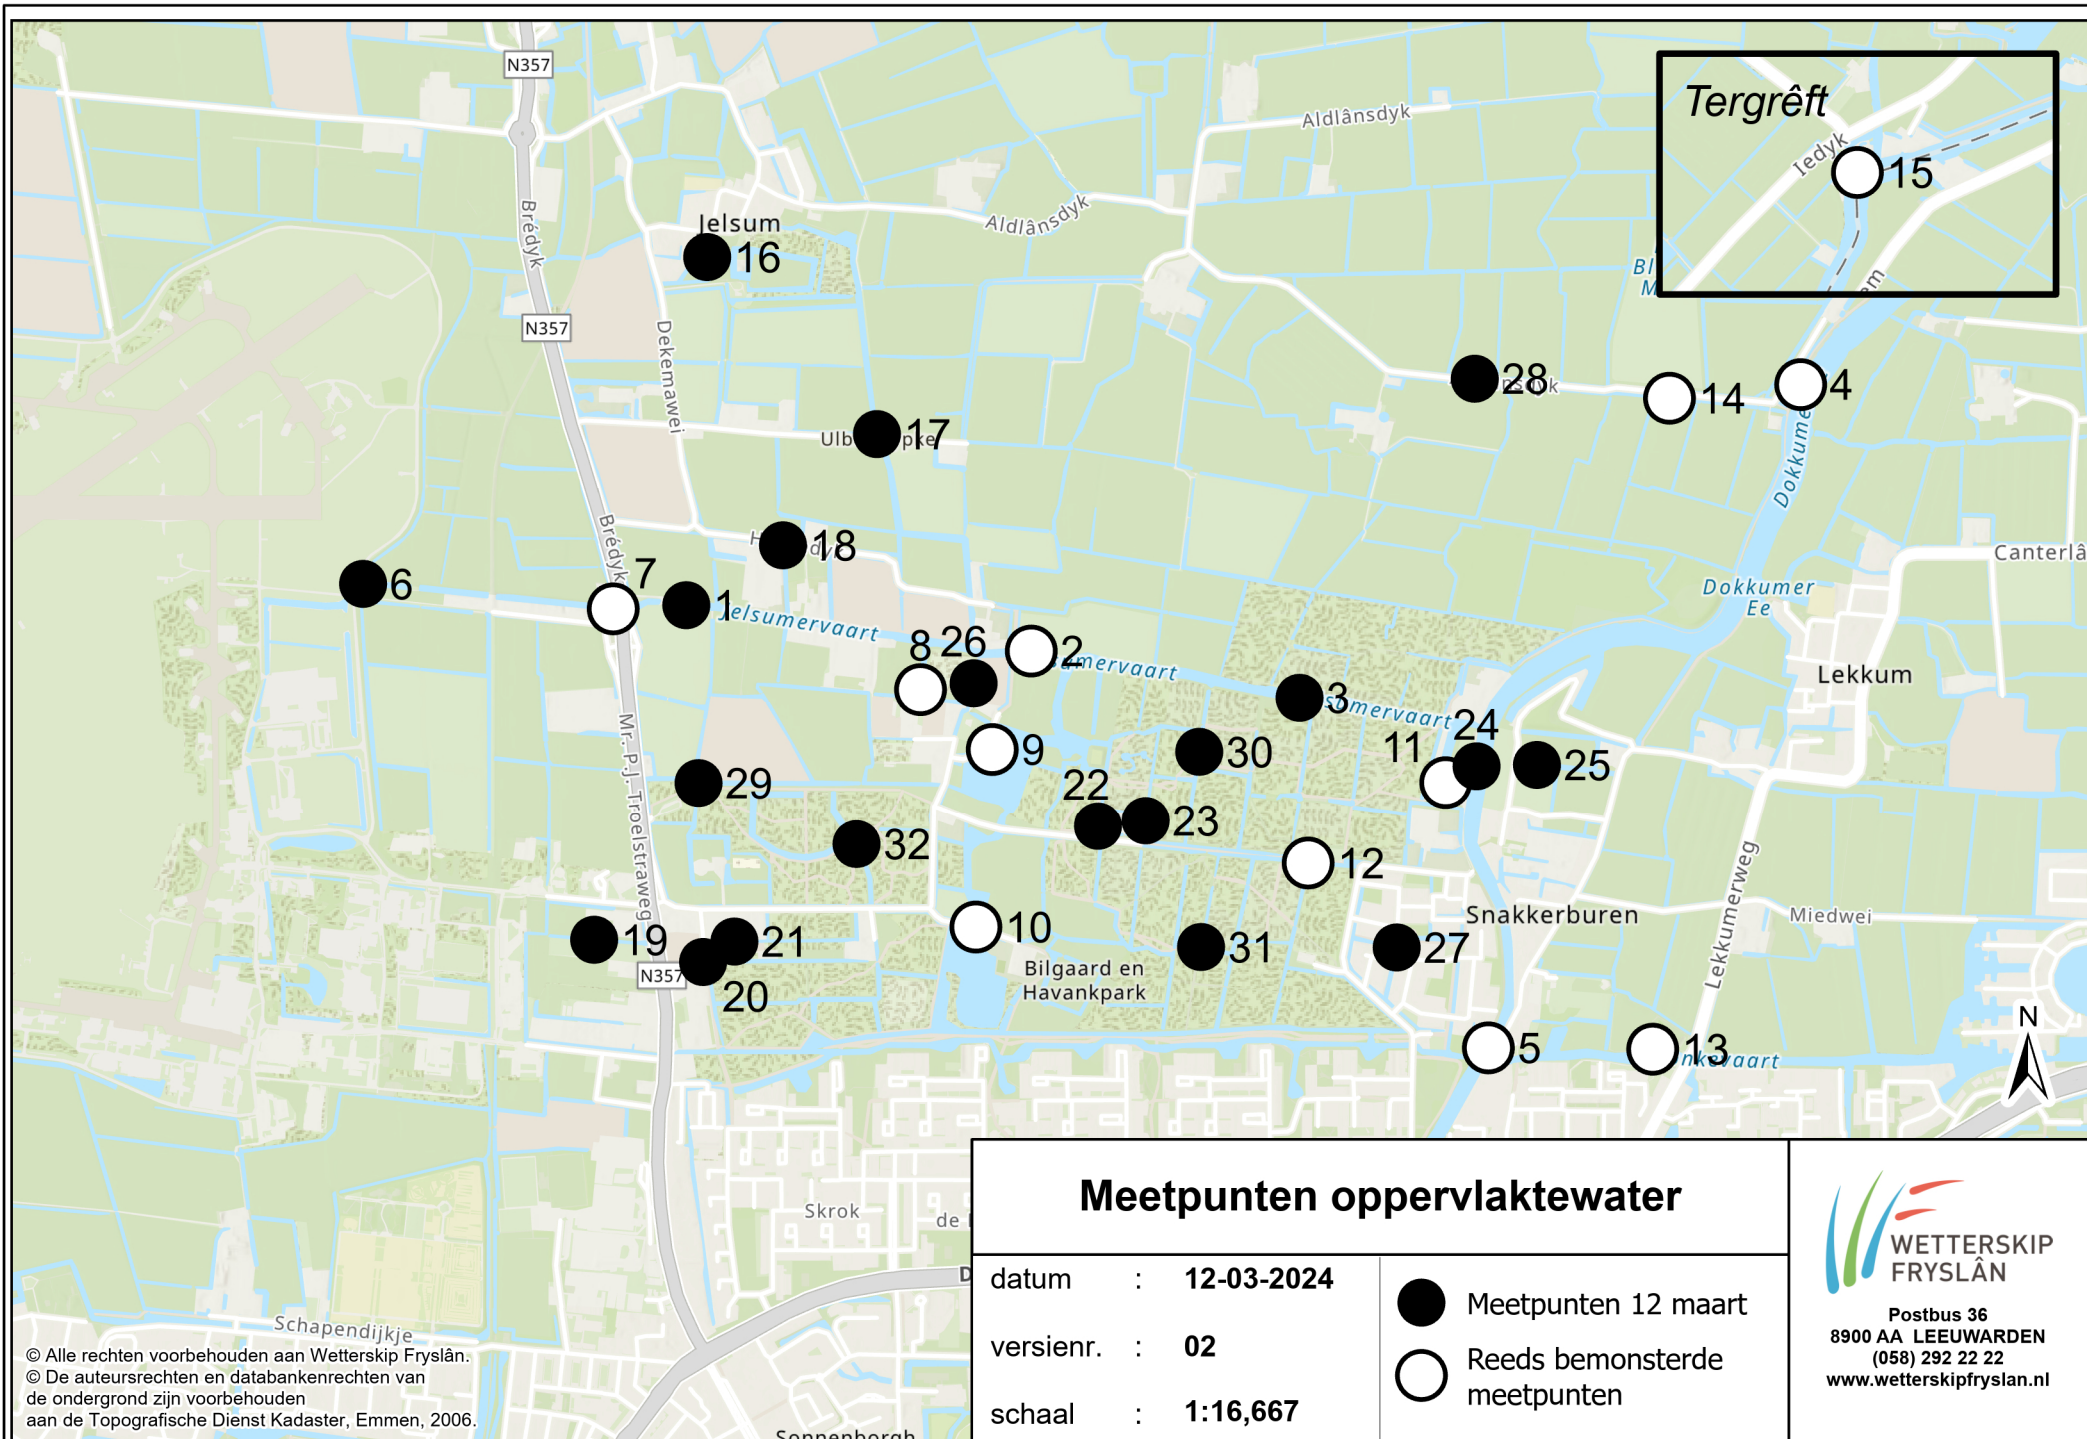 N357
Aldlânsdyk
Tergrêft
Iedyk
15
Brédyk
Jelsum
16
Aldlânsdyk
N357
Dekemawei
28
14
4
17
Dokkumer
Brédyk
18
Canterlâ
6
7
1
Jelsumervaart
Dokkumer
Ee
8
26
2
Lekkum
3
11
24
9
30
25
29
Mr. P.J. Troelstraweg
22
23
32
12
Lekkumerweg
Snakkerburen
Miedwei
19
21
10
31
27
N357
20
Bilgaard en
Havankpark
N
5
13
Skrok
de
Schapendijkje
Meetpunten oppervlaktewater
datum : 12-03-2024
versienr. : 02
schaal : 1:16,667
Meetpunten 12 maart
Reeds bemonsterde
meetpunten
WETTERSKIP
FRYSLÂN
Postbus 36
8900 AA LEEUWARDEN
(058) 292 22 22
www.wetterskipfryslan.nl
© Alle rechten voorbehouden aan Wetterskip Fryslân.
© De auteursrechten en databankenrechten van
de ondergrond zijn voorbehouden
aan de Topografische Dienst Kadaster, Emmen, 2006.